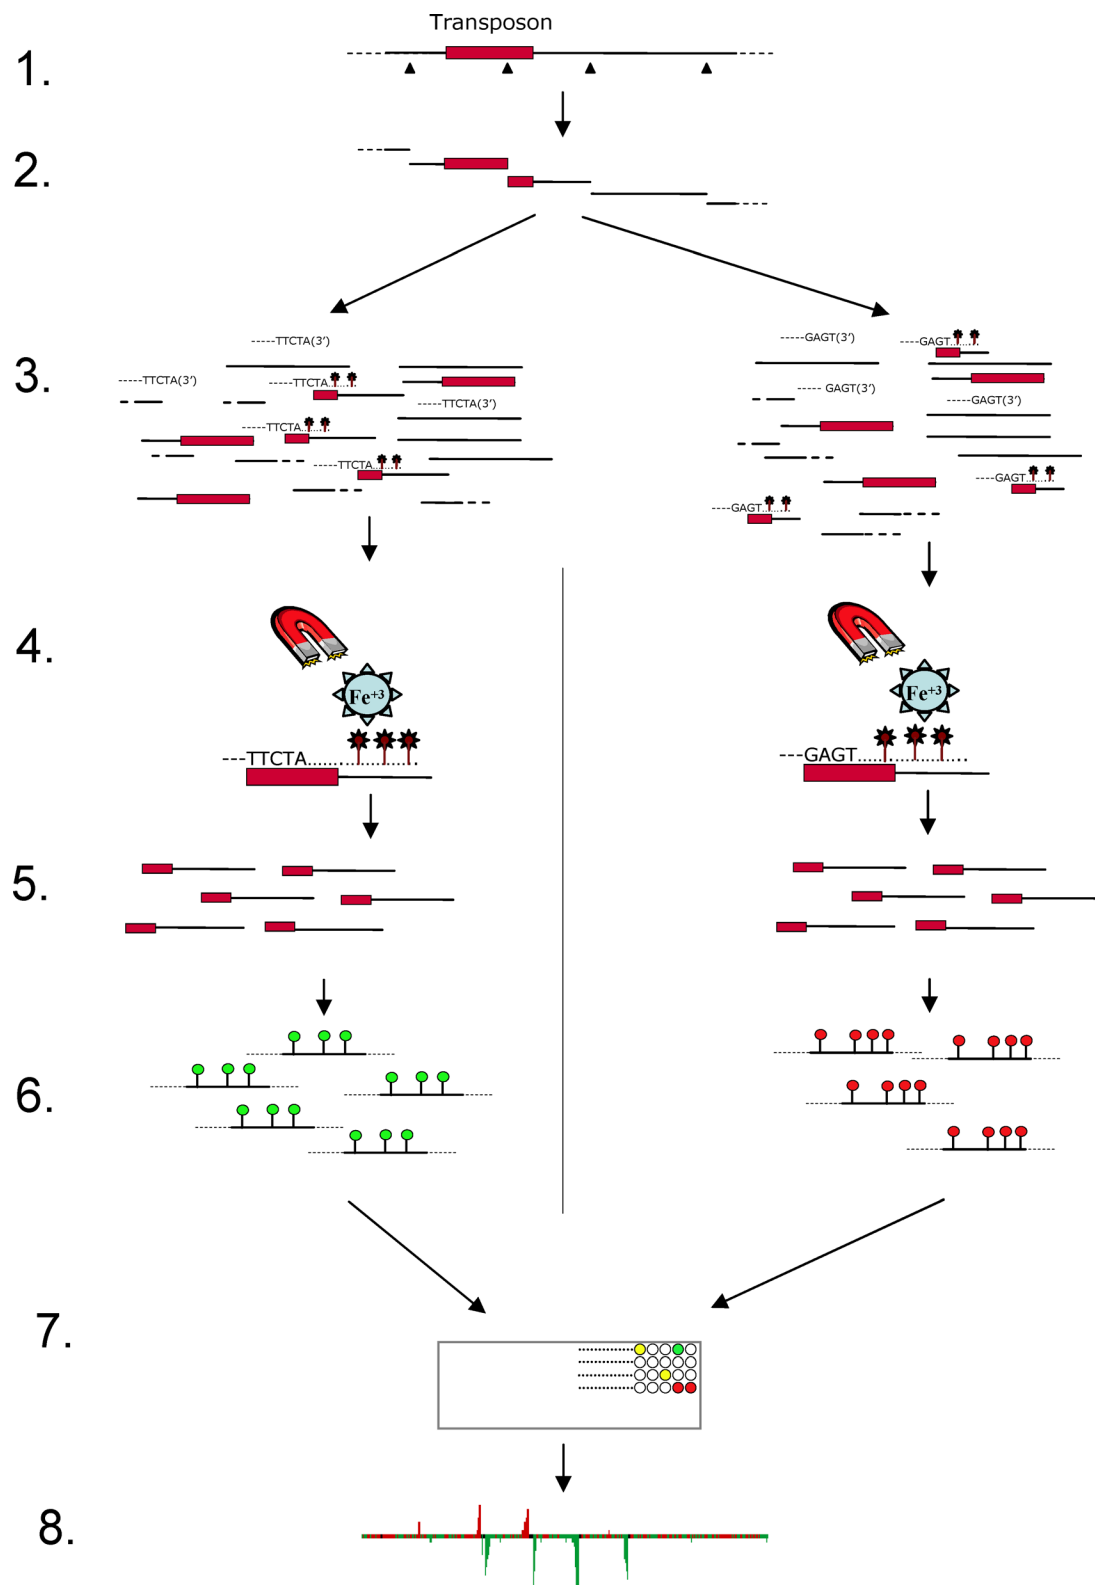 Transposon
1.
2.
3.
-----TTCTA(3')
-----TTCTA(3')
-----TTCTA
-----TTCTA(3')
-----TTCTA
-----TTCTA
-----GAGT(3')
-----GAGT
----- GAGT(3')
-----GAGT(3')
-----GAGT
----GAGT
4.
Fe+3
---TTCTA
Fe+3
---GAGT
5.
6.
7.
8.